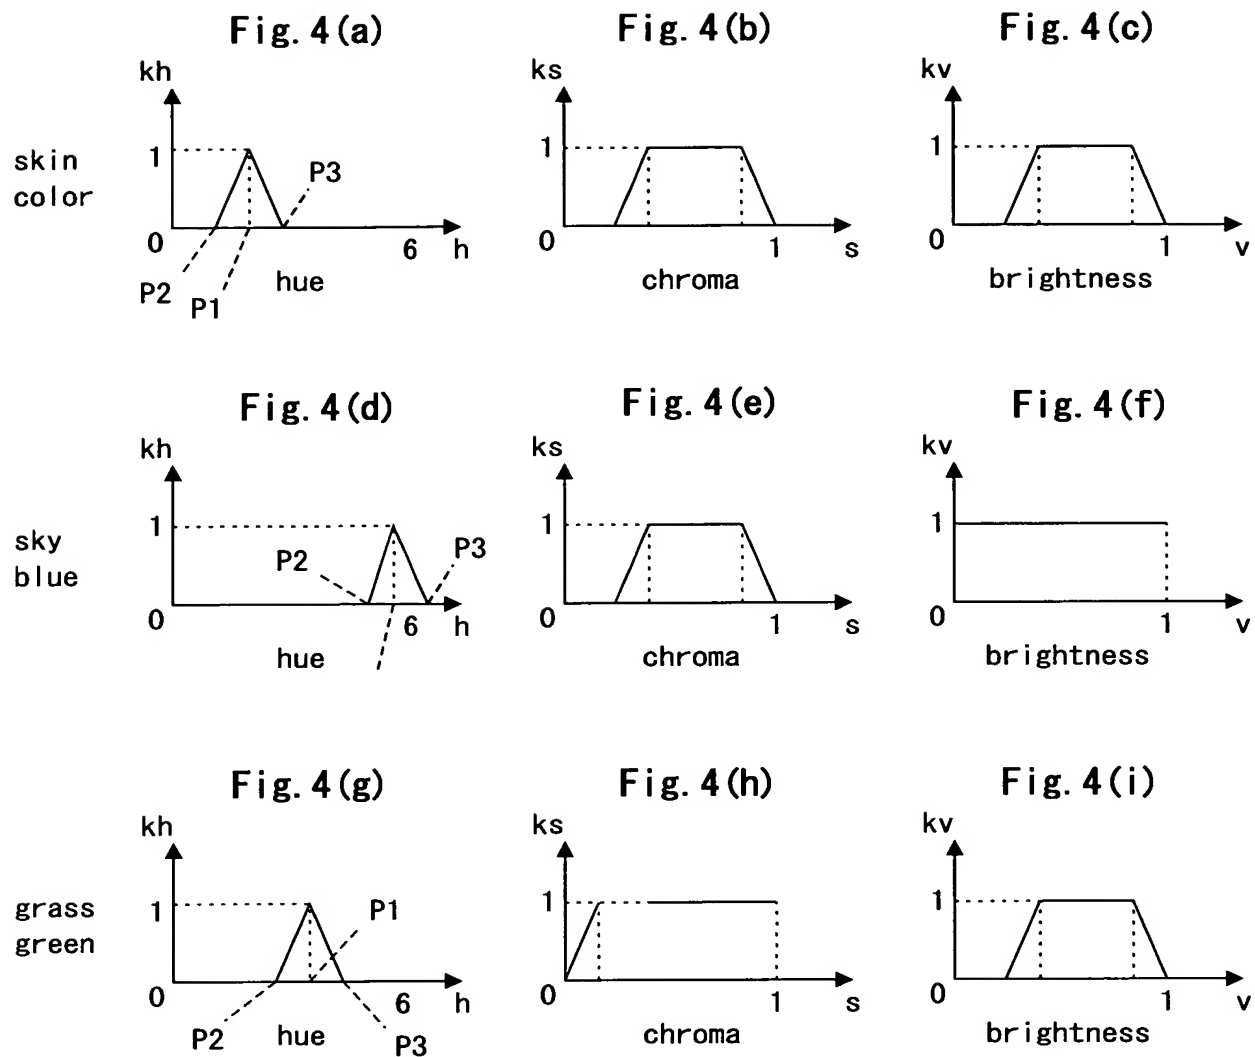 Fig. 4(a)
Fig. 4(b)
Fig. 4(c)
skin
color
kh
1
P3
0
6
h
P2
P1
hue
ks
1
0
1
s
chroma
kv
1
0
1
v
brightness
Fig. 4(d)
Fig. 4(e)
Fig. 4(f)
sky
blue
kh
1
P2
P3
0
6
h
hue
ks
1
0
1
s
chroma
kv
1
0
1
v
brightness
Fig. 4(g)
Fig. 4(h)
Fig. 4(i)
grass
green
kh
1
P1
0
6
h
P2
hue
P3
ks
1
0
1
s
chroma
kv
1
0
1
v
brightness